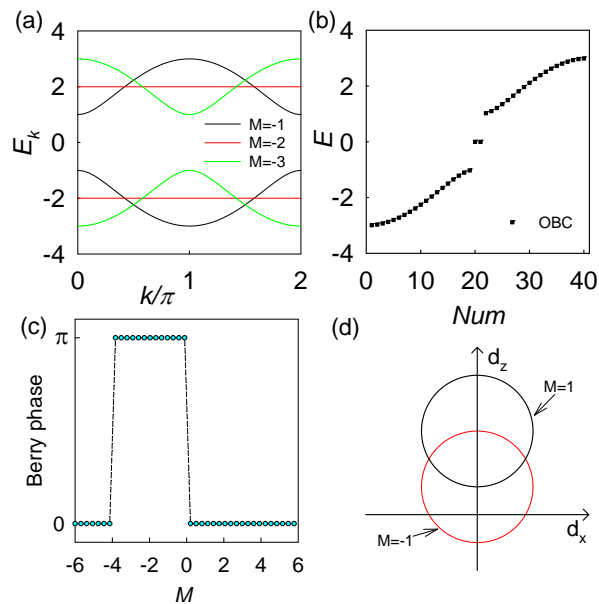 (a)
4
2
0
-2
-4
E_k
M=-1
M=-2
M=-3
0
1
2
k/π
(b)
4
2
0
-2
-4
E
OBC
0
10
20
30
40
Num
(c)
π
0
Berry phase
-6
-4
-2
0
2
4
6
M
(d)
d_z
M=1
M=-1
d_x